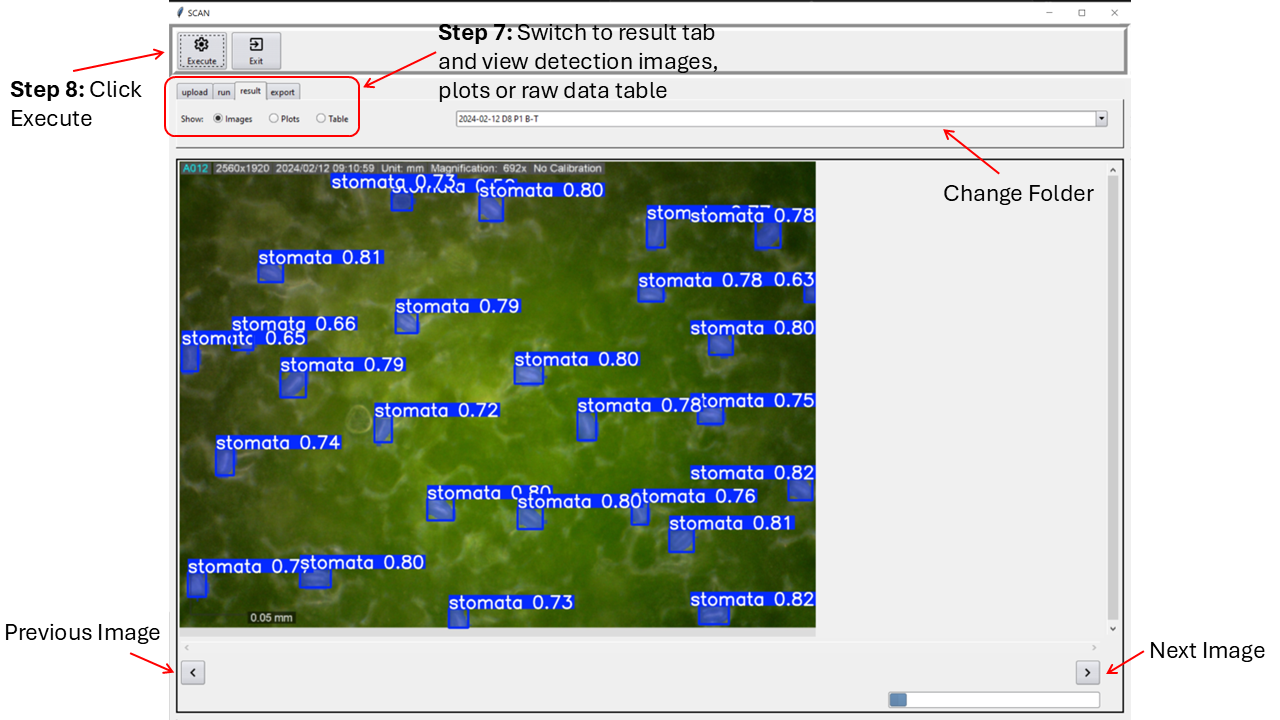 SCAN
Execute
Exit
Step 7: Switch to result tab
and view detection images,
plots or raw data table
Step 8: Click
Execute
upload run result export
Show: Images Plots Table
2024-02-12 D8 P1 B-T
Change Folder
A012 2560x1920 2024/02/12 09:10:59 Unit: mm Magnification: 692x No Calibration
stomata 0.73
stomata 0.80
stomata 0.78
stomata 0.81
stomata 0.78 0.63
stomata 0.79
stomata 0.66
stomata 0.80
stomata 0.65
stomata 0.80
stomata 0.79
stomata 0.75
stomata 0.78
stomata 0.72
stomata 0.74
stomata 0.82
stomata 0.80
stomata 0.76
stomata 0.80
stomata 0.81
stomata 0.80
stomata
stomata 0.82
stomata 0.73
0.05 mm
Previous Image
Next Image